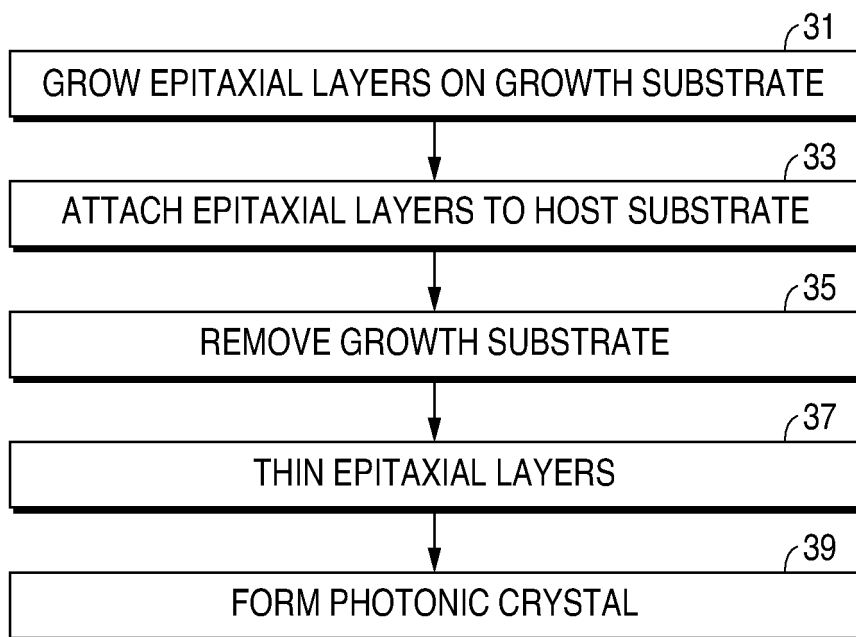 31
GROW EPITAXIAL LAYERS ON GROWTH SUBSTRATE
33
ATTACH EPITAXIAL LAYERS TO HOST SUBSTRATE
35
REMOVE GROWTH SUBSTRATE
37
THIN EPITAXIAL LAYERS
39
FORM PHOTONIC CRYSTAL